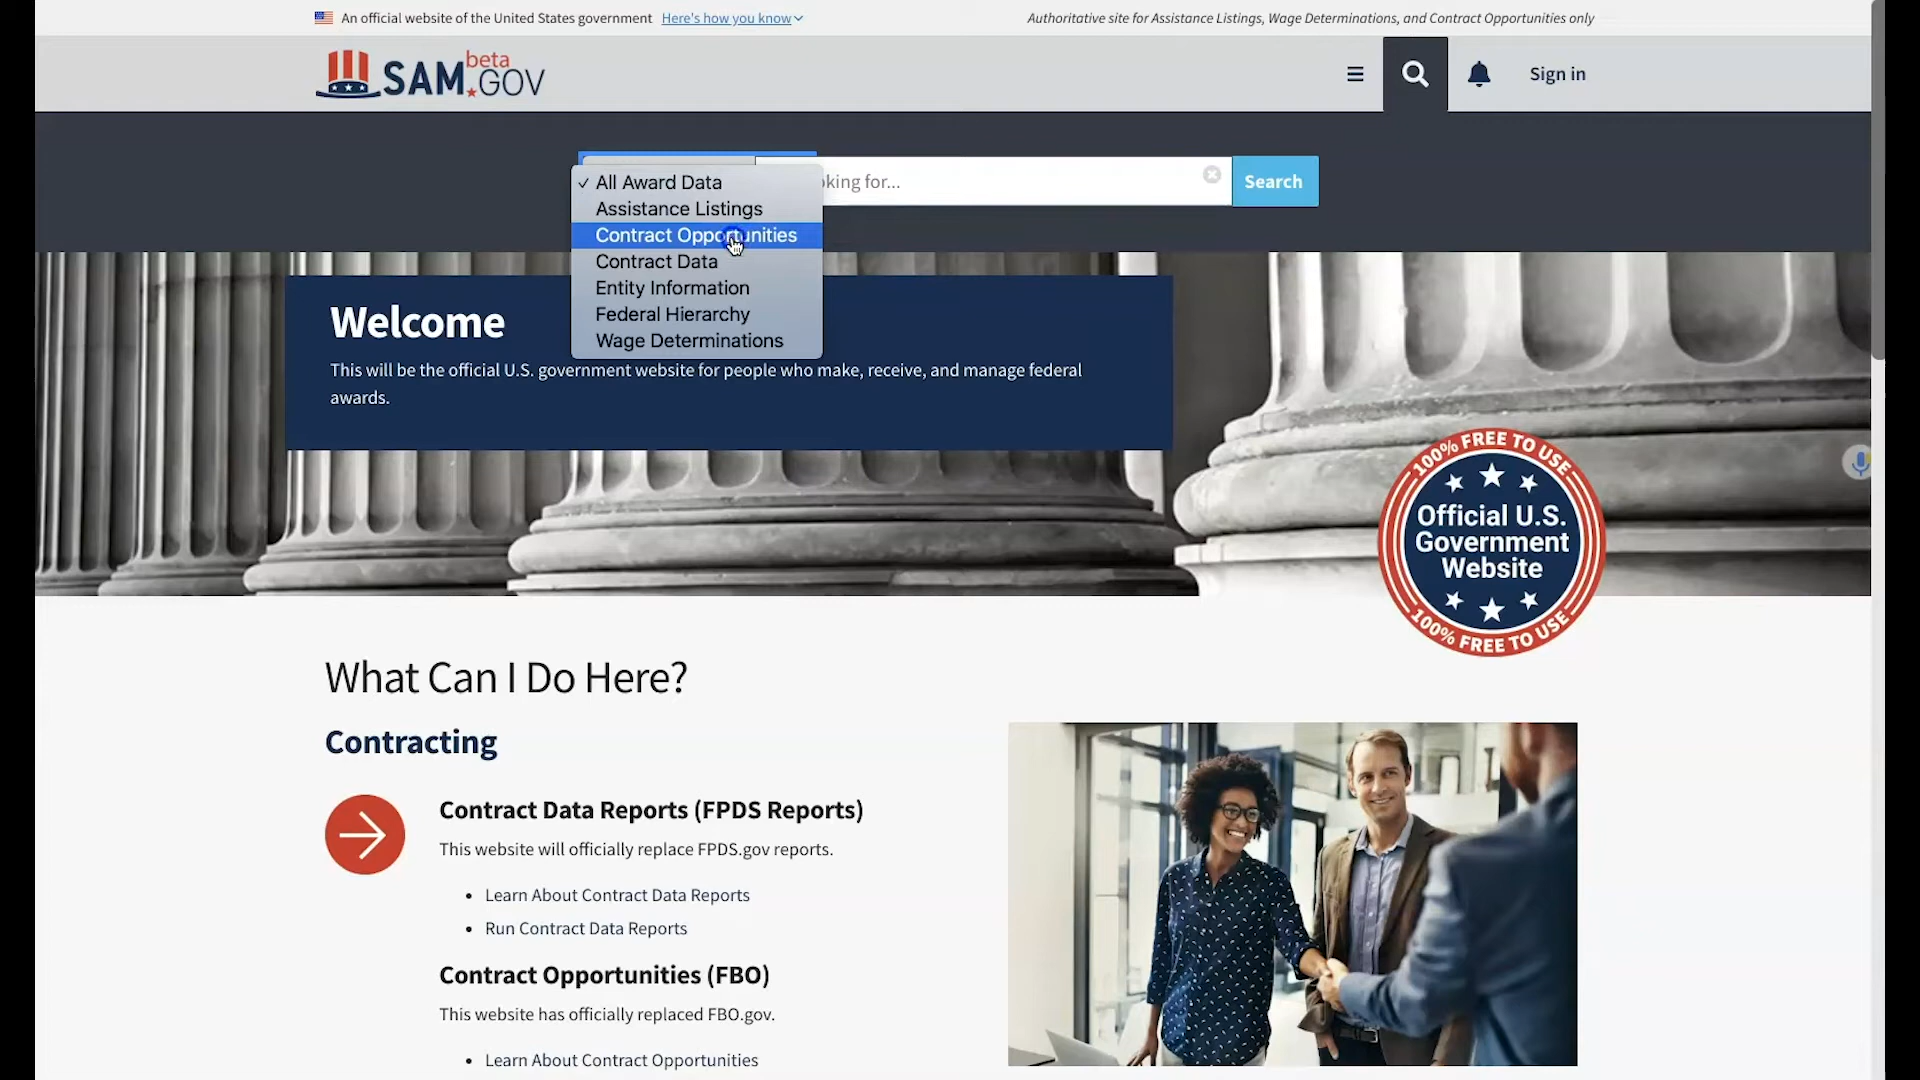 An official website of the United States government Here's how you know
Authoritative site for Assistance Listings, Wage Determinations, and Contract Opportunities only
SAM.GOV beta
Sign in
✓ All Award Data
Assistance Listings
Contract Opportunities
Contract Data
Entity Information
Federal Hierarchy
Wage Determinations
king for...
Search
Welcome
This will be the official U.S. government website for people who make, receive, and manage federal
awards.
100% FREE TO USE
Official U.S.
Government
Website
100% FREE TO USE
What Can I Do Here?
Contracting
Contract Data Reports (FPDS Reports)
This website will officially replace FPDS.gov reports.
• Learn About Contract Data Reports
• Run Contract Data Reports
Contract Opportunities (FBO)
This website has officially replaced FBO.gov.
• Learn About Contract Opportunities